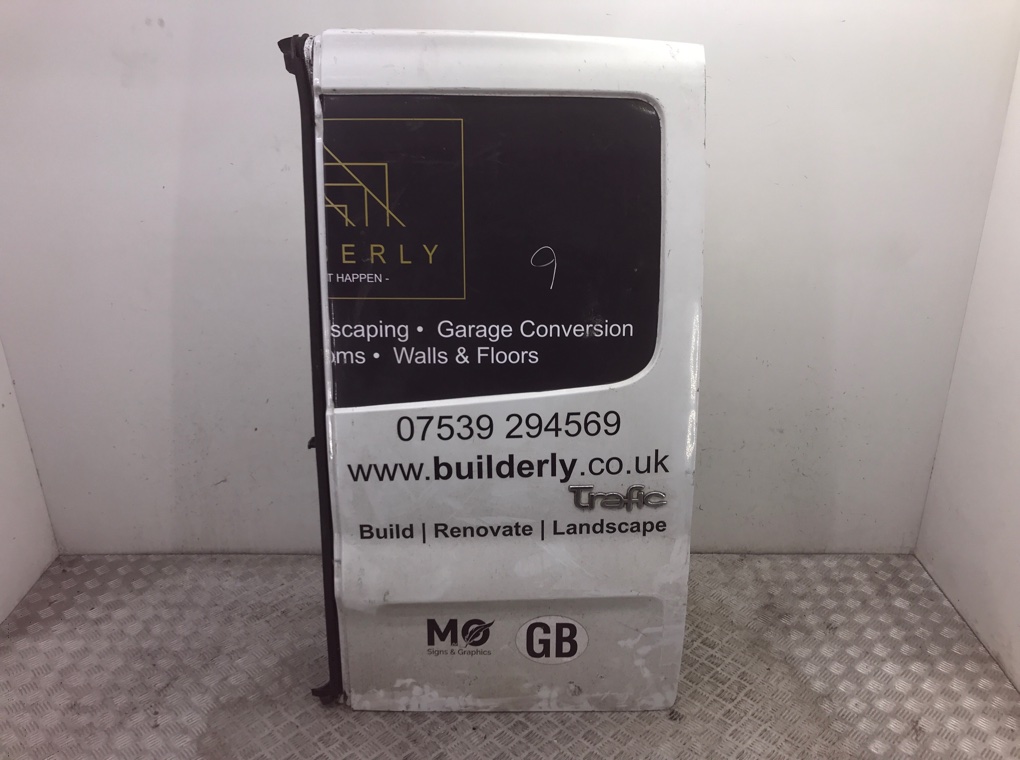 ERLY
T HAPPEN -
9
scaping • Garage Conversion
oms • Walls & Floors
07539 294569
www.builderly.co.uk
Trafic
Build | Renovate | Landscape
MO
Signs & Graphics
GB